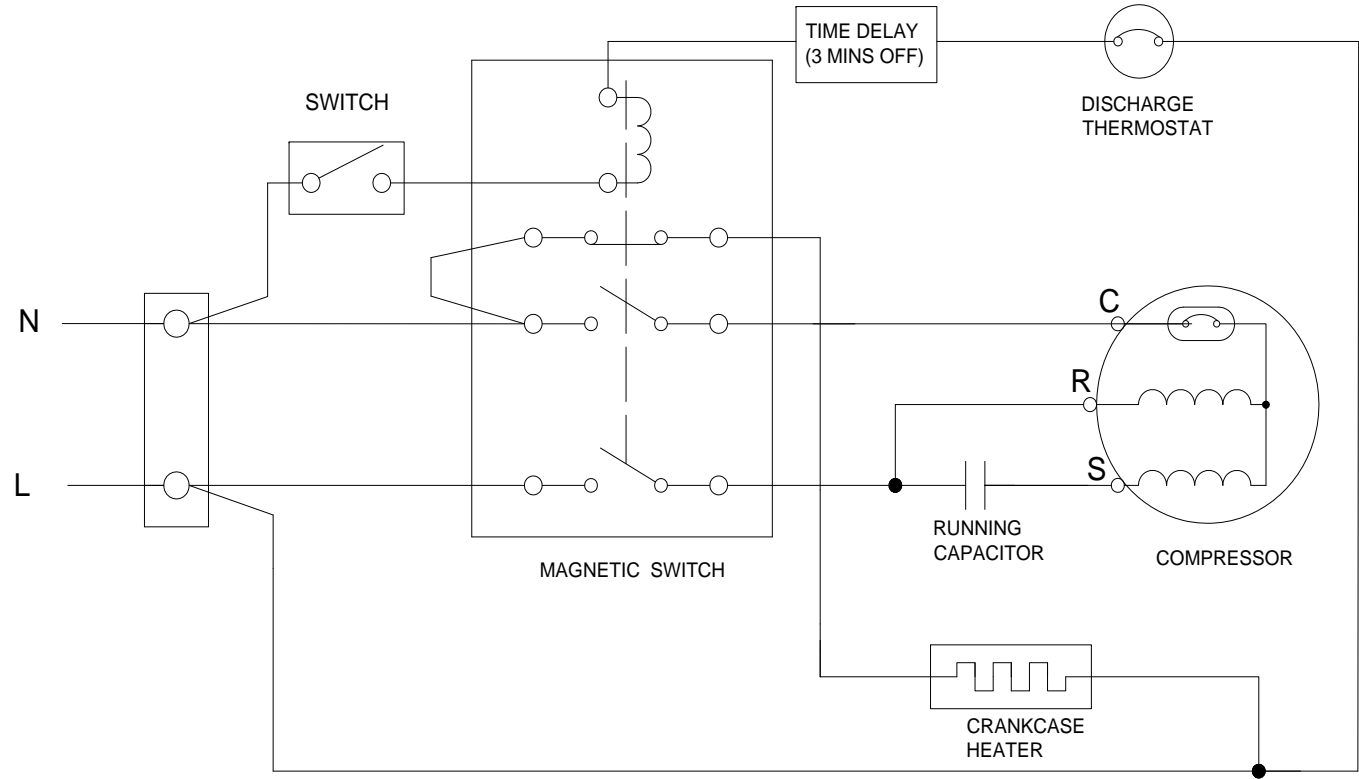 TIME DELAY
(3 MINS OFF)
SWITCH
DISCHARGE
THERMOSTAT
N
C
R
L
S
RUNNING
CAPACITOR
COMPRESSOR
MAGNETIC SWITCH
CRANKCASE
HEATER